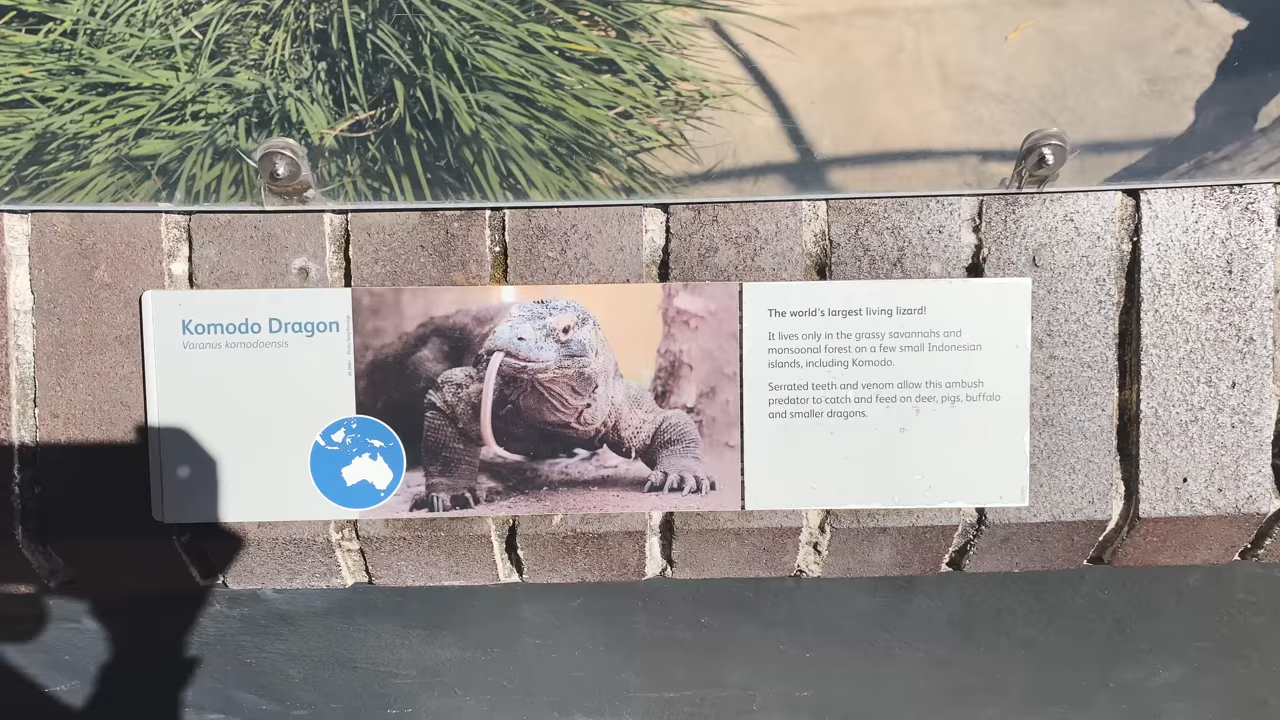 Komodo Dragon
Varanus komodoensis
The world's largest living lizard!
It lives only in the grassy savannahs and
monsoonal forest on a few small Indonesian
islands, including Komodo.
Serrated teeth and venom allow this ambush
predator to catch and feed on deer, pigs, buffalo
and smaller dragons.